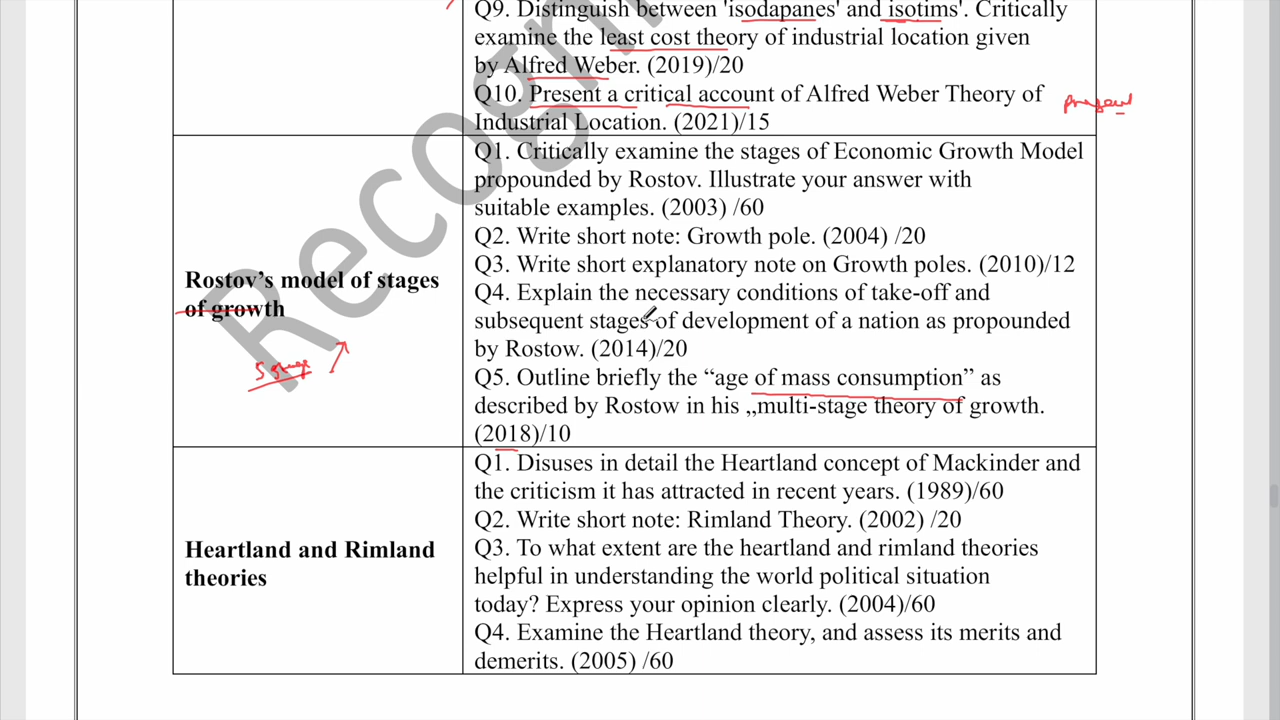 Q9. Distinguish between 'isodapanes' and isotims'. Critically
examine the least cost theory of industrial location given
by Alfred Weber. (2019)/20
Q10. Present a critical account of Alfred Weber Theory of
Industrial Location. (2021)/15
present
Rostov’s model of stages
of growth
5 stage
Q1. Critically examine the stages of Economic Growth Model
propounded by Rostov. Illustrate your answer with
suitable examples. (2003) /60
Q2. Write short note: Growth pole. (2004) /20
Q3. Write short explanatory note on Growth poles. (2010)/12
Q4. Explain the necessary conditions of take-off and
subsequent stages of development of a nation as propounded
by Rostow. (2014)/20
Q5. Outline briefly the “age of mass consumption” as
described by Rostow in his „multi-stage theory of growth.
(2018)/10
Heartland and Rimland
theories
Q1. Disuses in detail the Heartland concept of Mackinder and
the criticism it has attracted in recent years. (1989)/60
Q2. Write short note: Rimland Theory. (2002) /20
Q3. To what extent are the heartland and rimland theories
helpful in understanding the world political situation
today? Express your opinion clearly. (2004)/60
Q4. Examine the Heartland theory, and assess its merits and
demerits. (2005) /60
Recogn